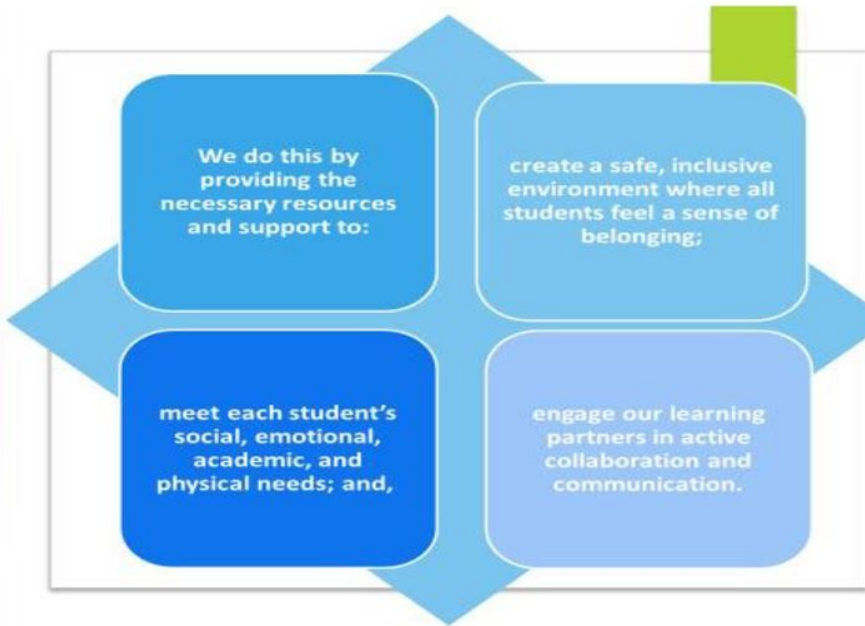 We do this by
providing the
necessary resources
and support to:
create a safe, inclusive
environment where all
students feel a sense of
belonging;
meet each student’s
social, emotional,
academic, and
physical needs; and,
engage our learning
partners in active
collaboration and
communication.